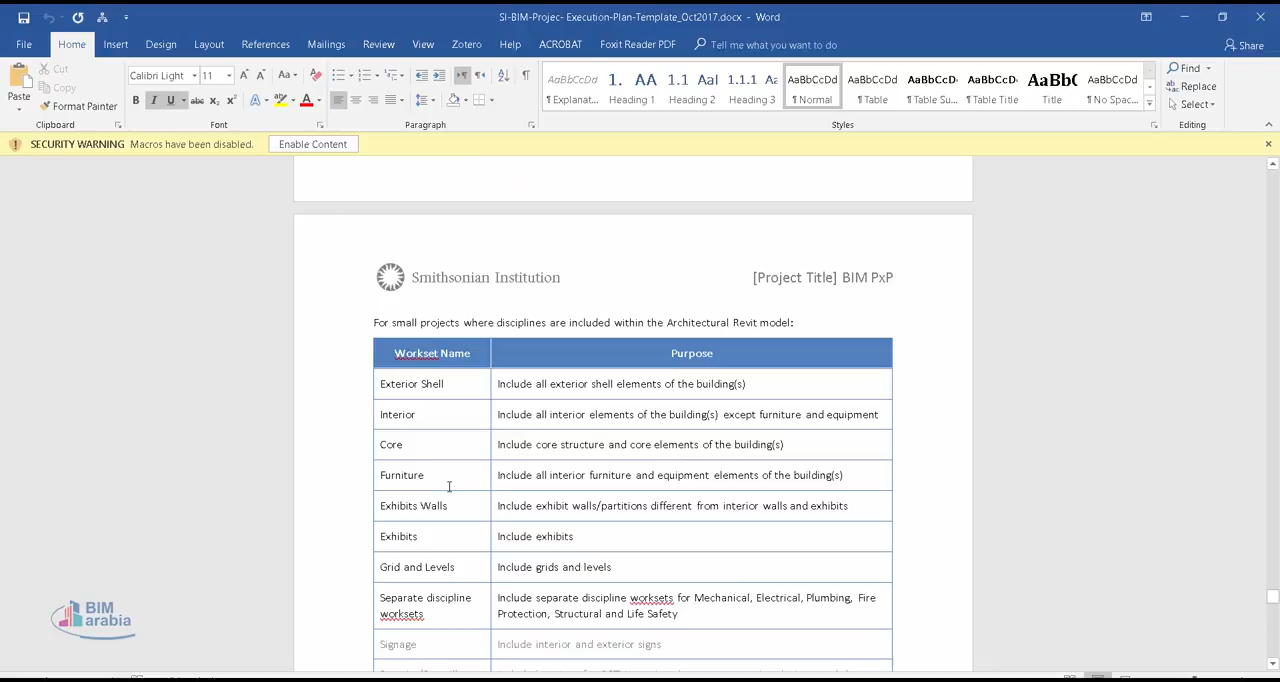 SI-BIM-Projec- Execution-Plan-Template_Oct2017.docx - Word
File Home Insert Design Layout References Mailings Review View Zotero Help ACROBAT Foxit Reader PDF Tell me what you want to do Share
Paste Cut Copy Format Painter
Calibri Light 11
AaBbCcDd 1. AA 1.1 AaI 1.1.1 Aa AaBbCcDd AaBbCcDd AaBbCcD AaBbCcD AaBb( AaBbCcDd
¶ Explanat... Heading 1 Heading 2 Heading 3 ¶ Normal ¶ Table ¶ Table Su... ¶ Table Title Title ¶ No Spac...
Find Replace Select
Clipboard Font Paragraph Styles Editing
SECURITY WARNING Macros have been disabled. Enable Content
Smithsonian Institution [Project Title] BIM PxP
For small projects where disciplines are included within the Architectural Revit model:
Workset Name Purpose
Exterior Shell Include all exterior shell elements of the building(s)
Interior Include all interior elements of the building(s) except furniture and equipment
Core Include core structure and core elements of the building(s)
Furniture Include all interior furniture and equipment elements of the building(s)
Exhibits Walls Include exhibit walls/partitions different from interior walls and exhibits
Exhibits Include exhibits
Grid and Levels Include grids and levels
Separate discipline worksets Include separate discipline worksets for Mechanical, Electrical, Plumbing, Fire
Protection, Structural and Life Safety
Signage Include interior and exterior signs
BIM
arabia